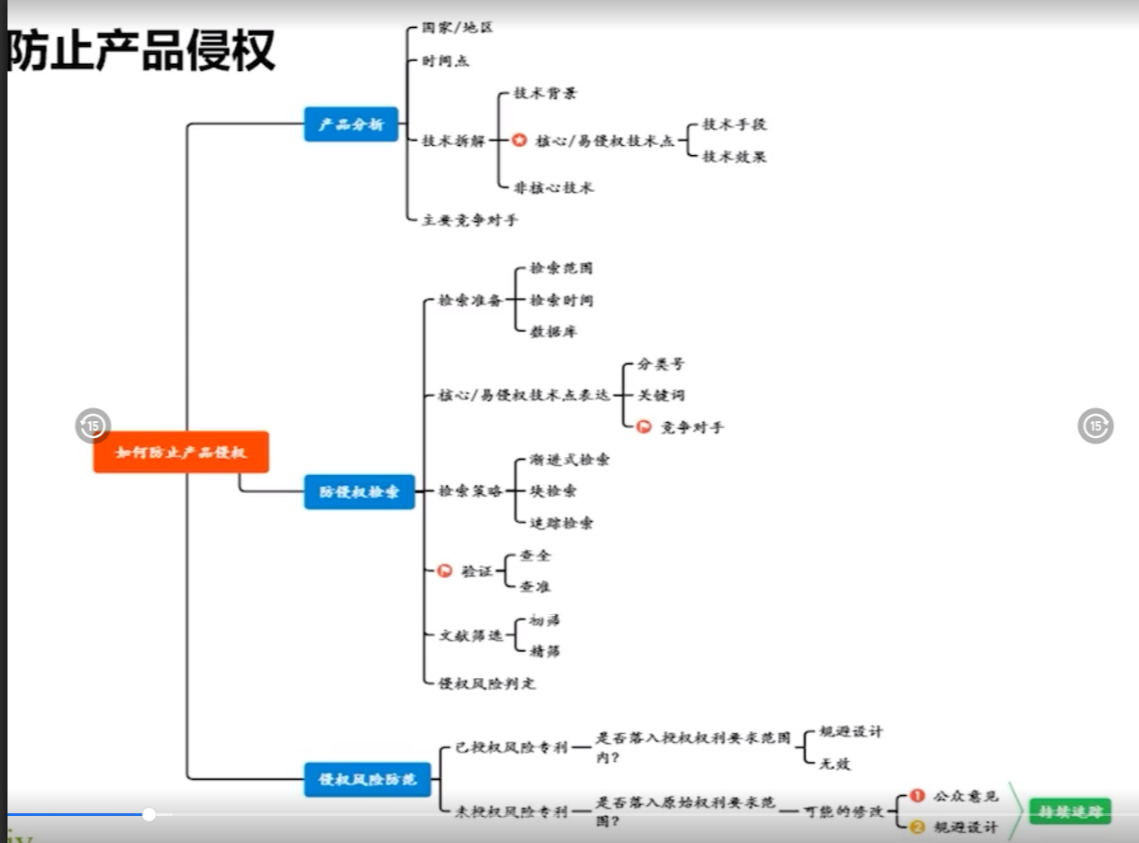 防止产品侵权
国家/地区
时间点
技术背景
产品分析
技术手段
技术拆解
核心/易侵权技术点
技术效果
非核心技术
主要竞争对手
检索范围
检索准备
检索时间
数据库
分类号
核心/易侵权技术点表达
关键词
竞争对手
15
15
如何防止产品侵权
渐进式检索
防侵权检索
检索策略
块检索
追踪检索
查全
验证
查准
初筛
文献筛选
精筛
侵权风险判定
规避设计
已授权风险专利
是否落入授权权利要求范围
内?
无效
侵权风险防范
1 公众意见
未授权风险专利
是否落入原始权利要求范
围?
可能的修改
持续追踪
2 规避设计